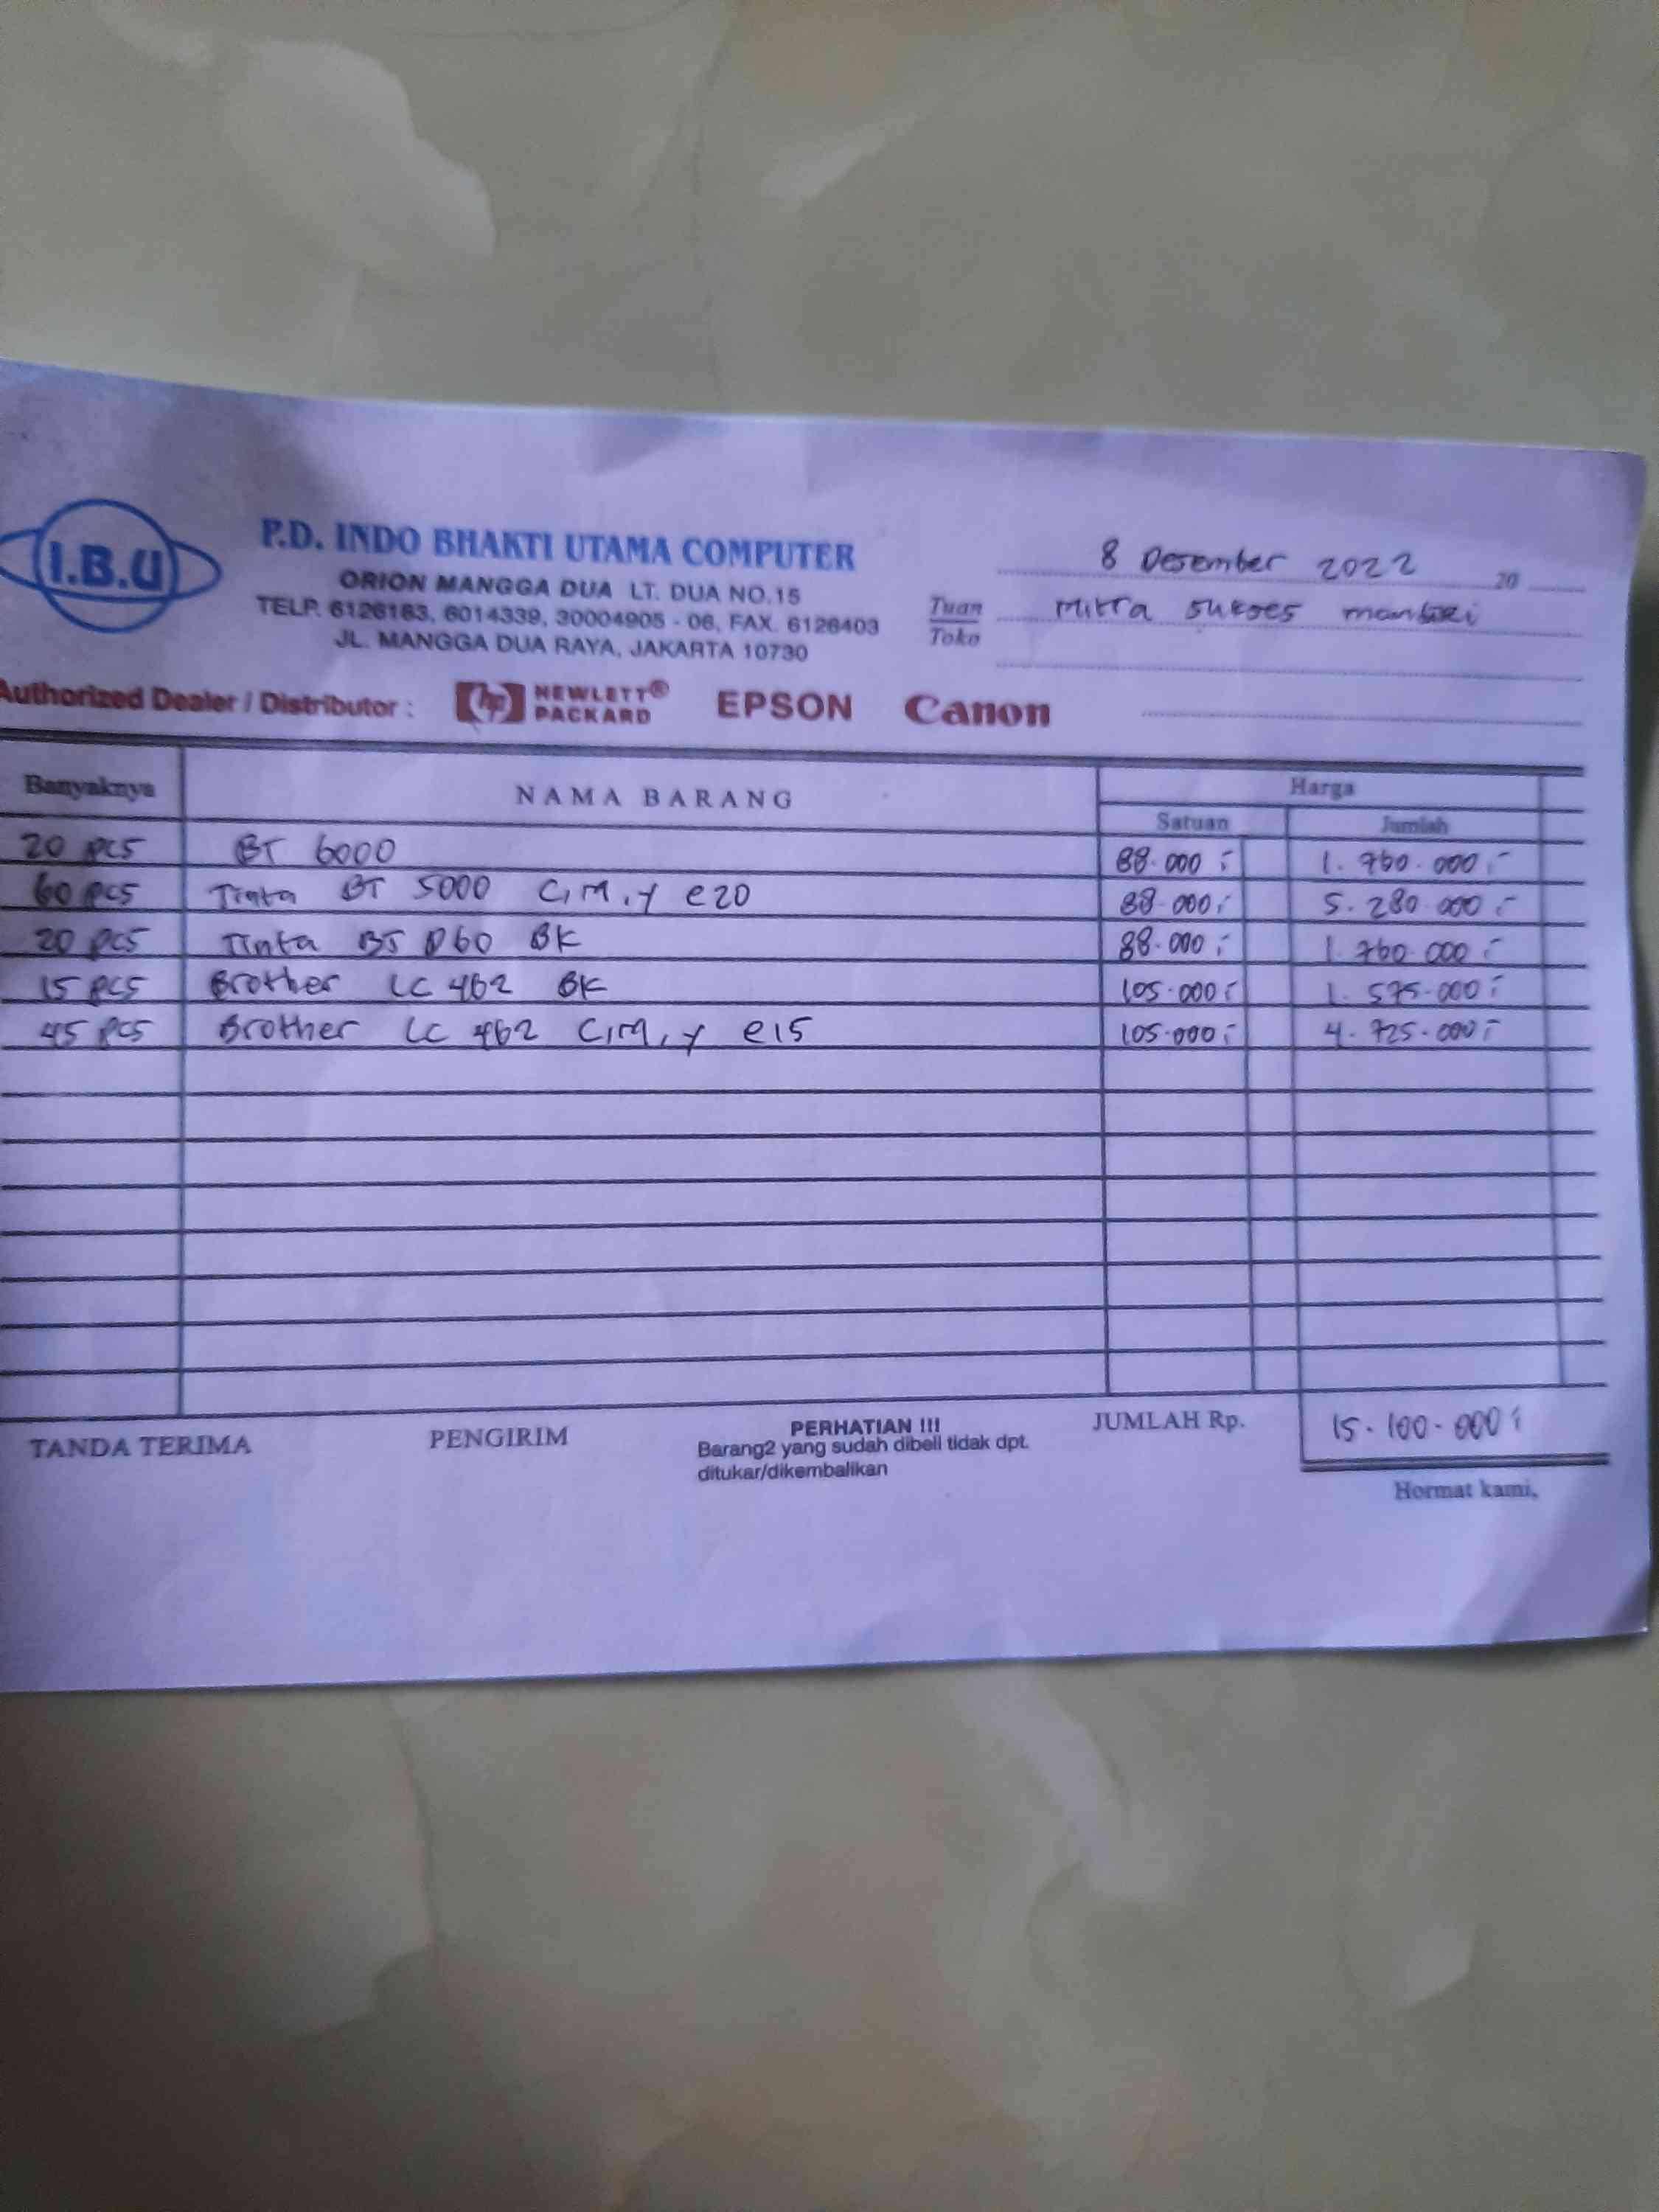 I.B.U
P.D. INDO BHAKTI UTAMA COMPUTER
ORION MANGGA DUA LT. DUA NO.15
TELP. 6126183, 6014339, 30004905 - 06, FAX. 6126403
JL. MANGGA DUA RAYA, JAKARTA 10730
8 Desember 2022 20
Tuan Mitra sukses mandiri
Toko
Authorized Dealer / Distributor : hp HEWLETT® PACKARD EPSON Canon
Banyaknya NAMA BARANG Harga
Satuan Jumlah
20 pcs BT 6000 88.000,- 1.760.000,-
60 pcs Tinta BT 5000 C,M,Y @20 88.000,- 5.280.000,-
20 pcs Tinta BT D60 BK 88.000,- 1.760.000,-
15 pcs Brother LC 462 BK 105.000,- 1.575.000,-
45 pcs Brother LC 462 C,M,Y @15 105.000,- 4.725.000,-
TANDA TERIMA PENGIRIM PERHATIAN !!! JUMLAH Rp. 15.100.000,-
Barang2 yang sudah dibeli tidak dpt.
ditukar/dikembalikan
Hormat kami,